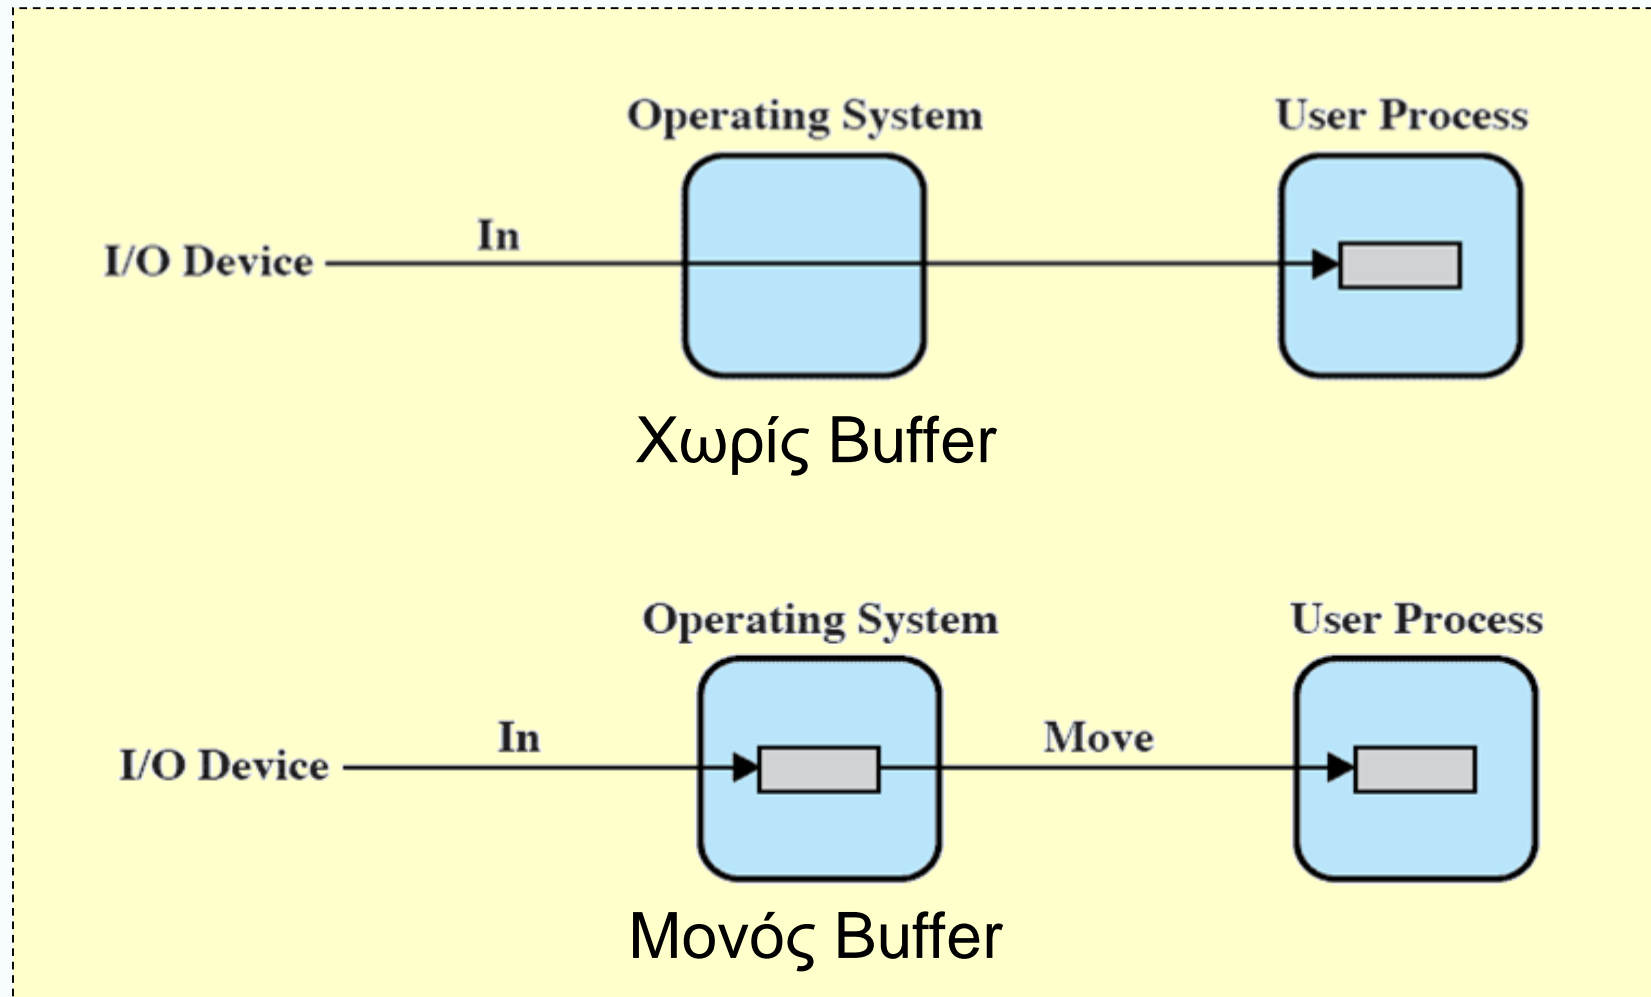 Operating System
User Process
In
I/O Device
Χωρίς Buffer
Operating System
User Process
In
Move
I/O Device
Μονός Buffer